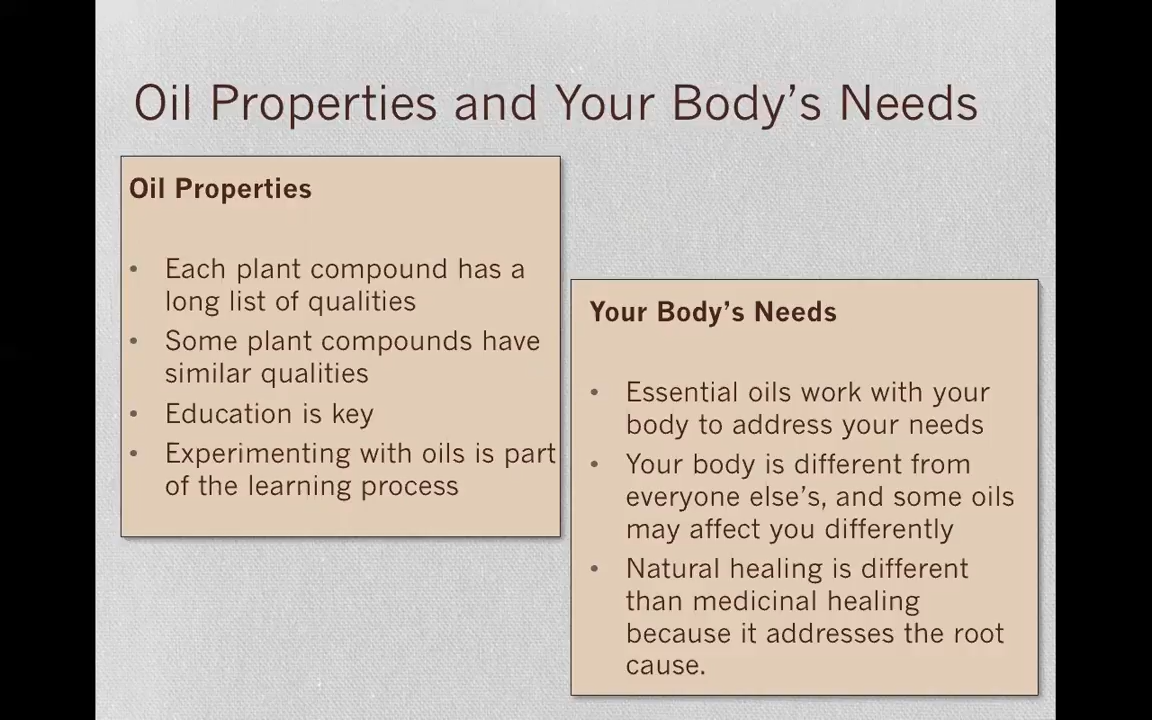 Oil Properties and Your Body’s Needs
Oil Properties
• Each plant compound has a
long list of qualities
• Some plant compounds have
similar qualities
• Education is key
• Experimenting with oils is part
of the learning process
Your Body’s Needs
• Essential oils work with your
body to address your needs
• Your body is different from
everyone else’s, and some oils
may affect you differently
• Natural healing is different
than medicinal healing
because it addresses the root
cause.